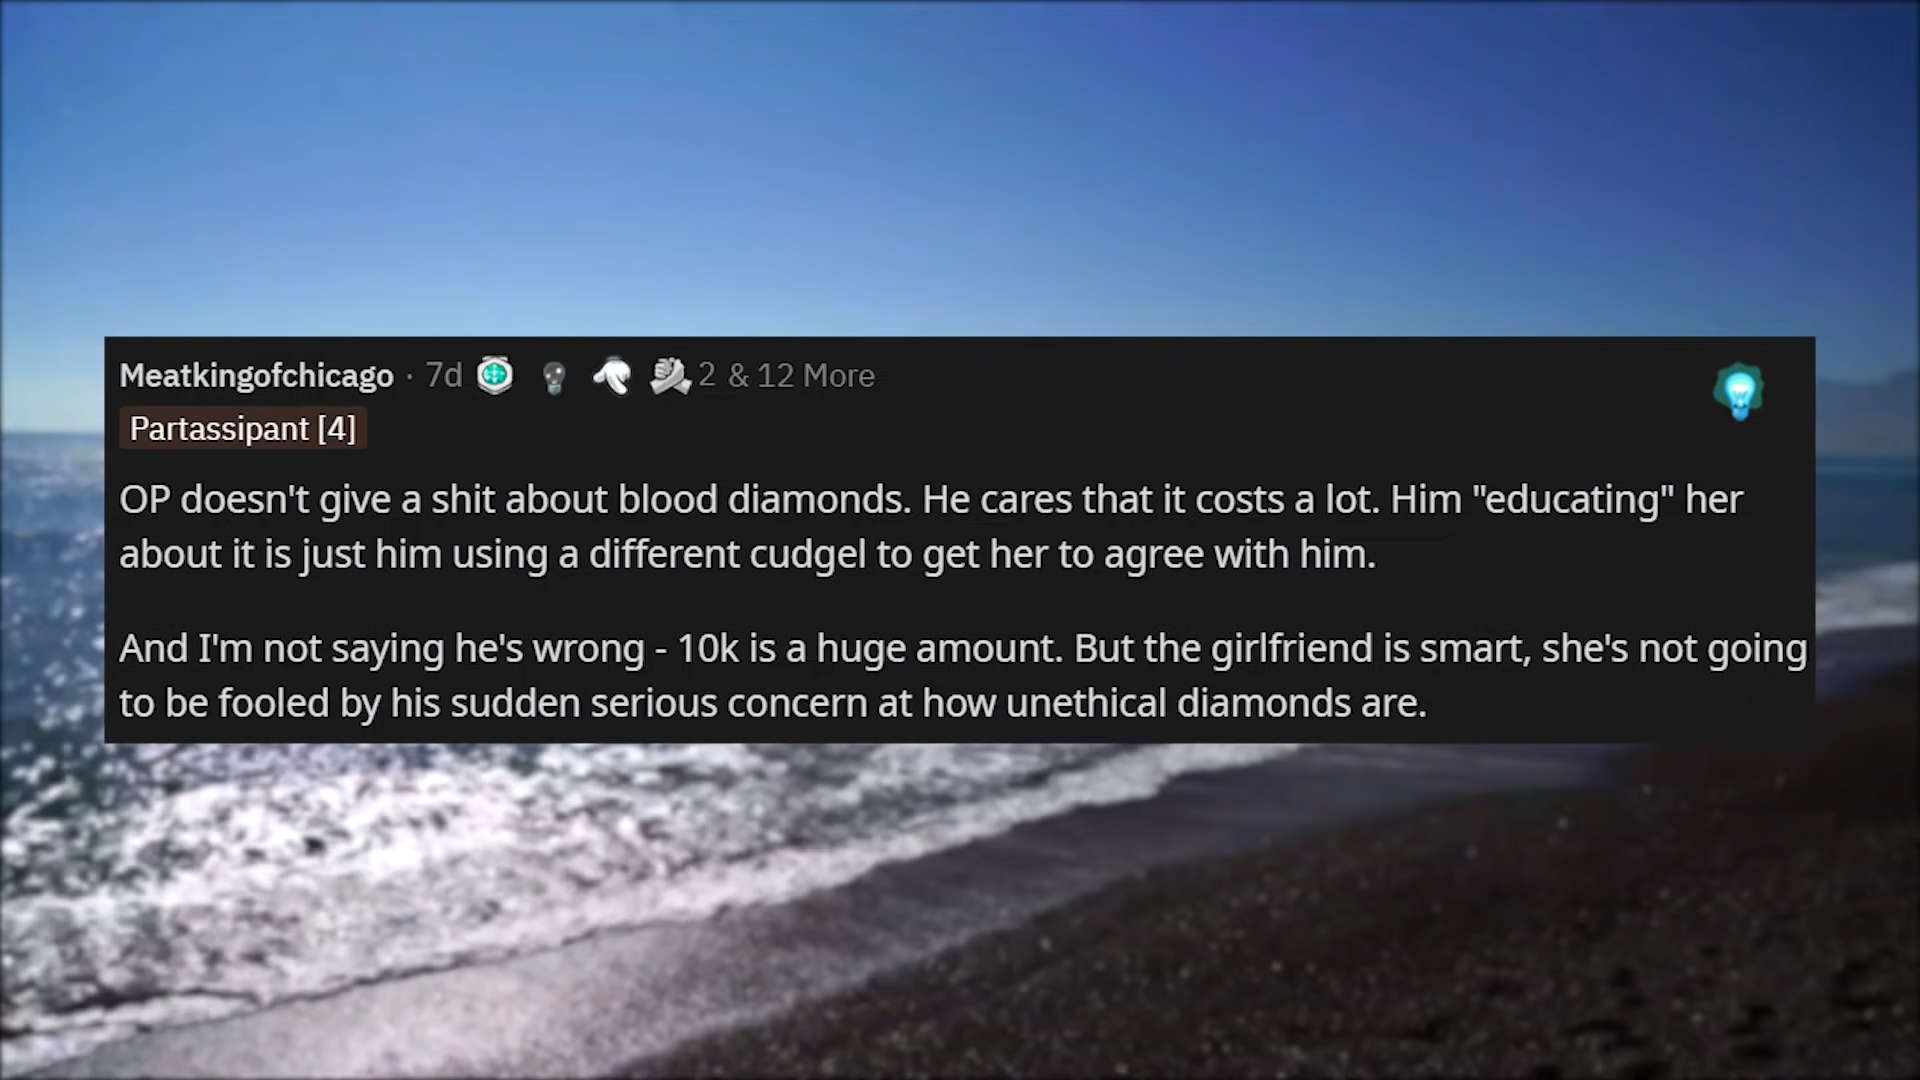 Meatkingofchicago · 7d 2 & 12 More
Partassipant [4]
OP doesn't give a shit about blood diamonds. He cares that it costs a lot. Him "educating" her
about it is just him using a different cudgel to get her to agree with him.
And I'm not saying he's wrong - 10k is a huge amount. But the girlfriend is smart, she's not going
to be fooled by his sudden serious concern at how unethical diamonds are.